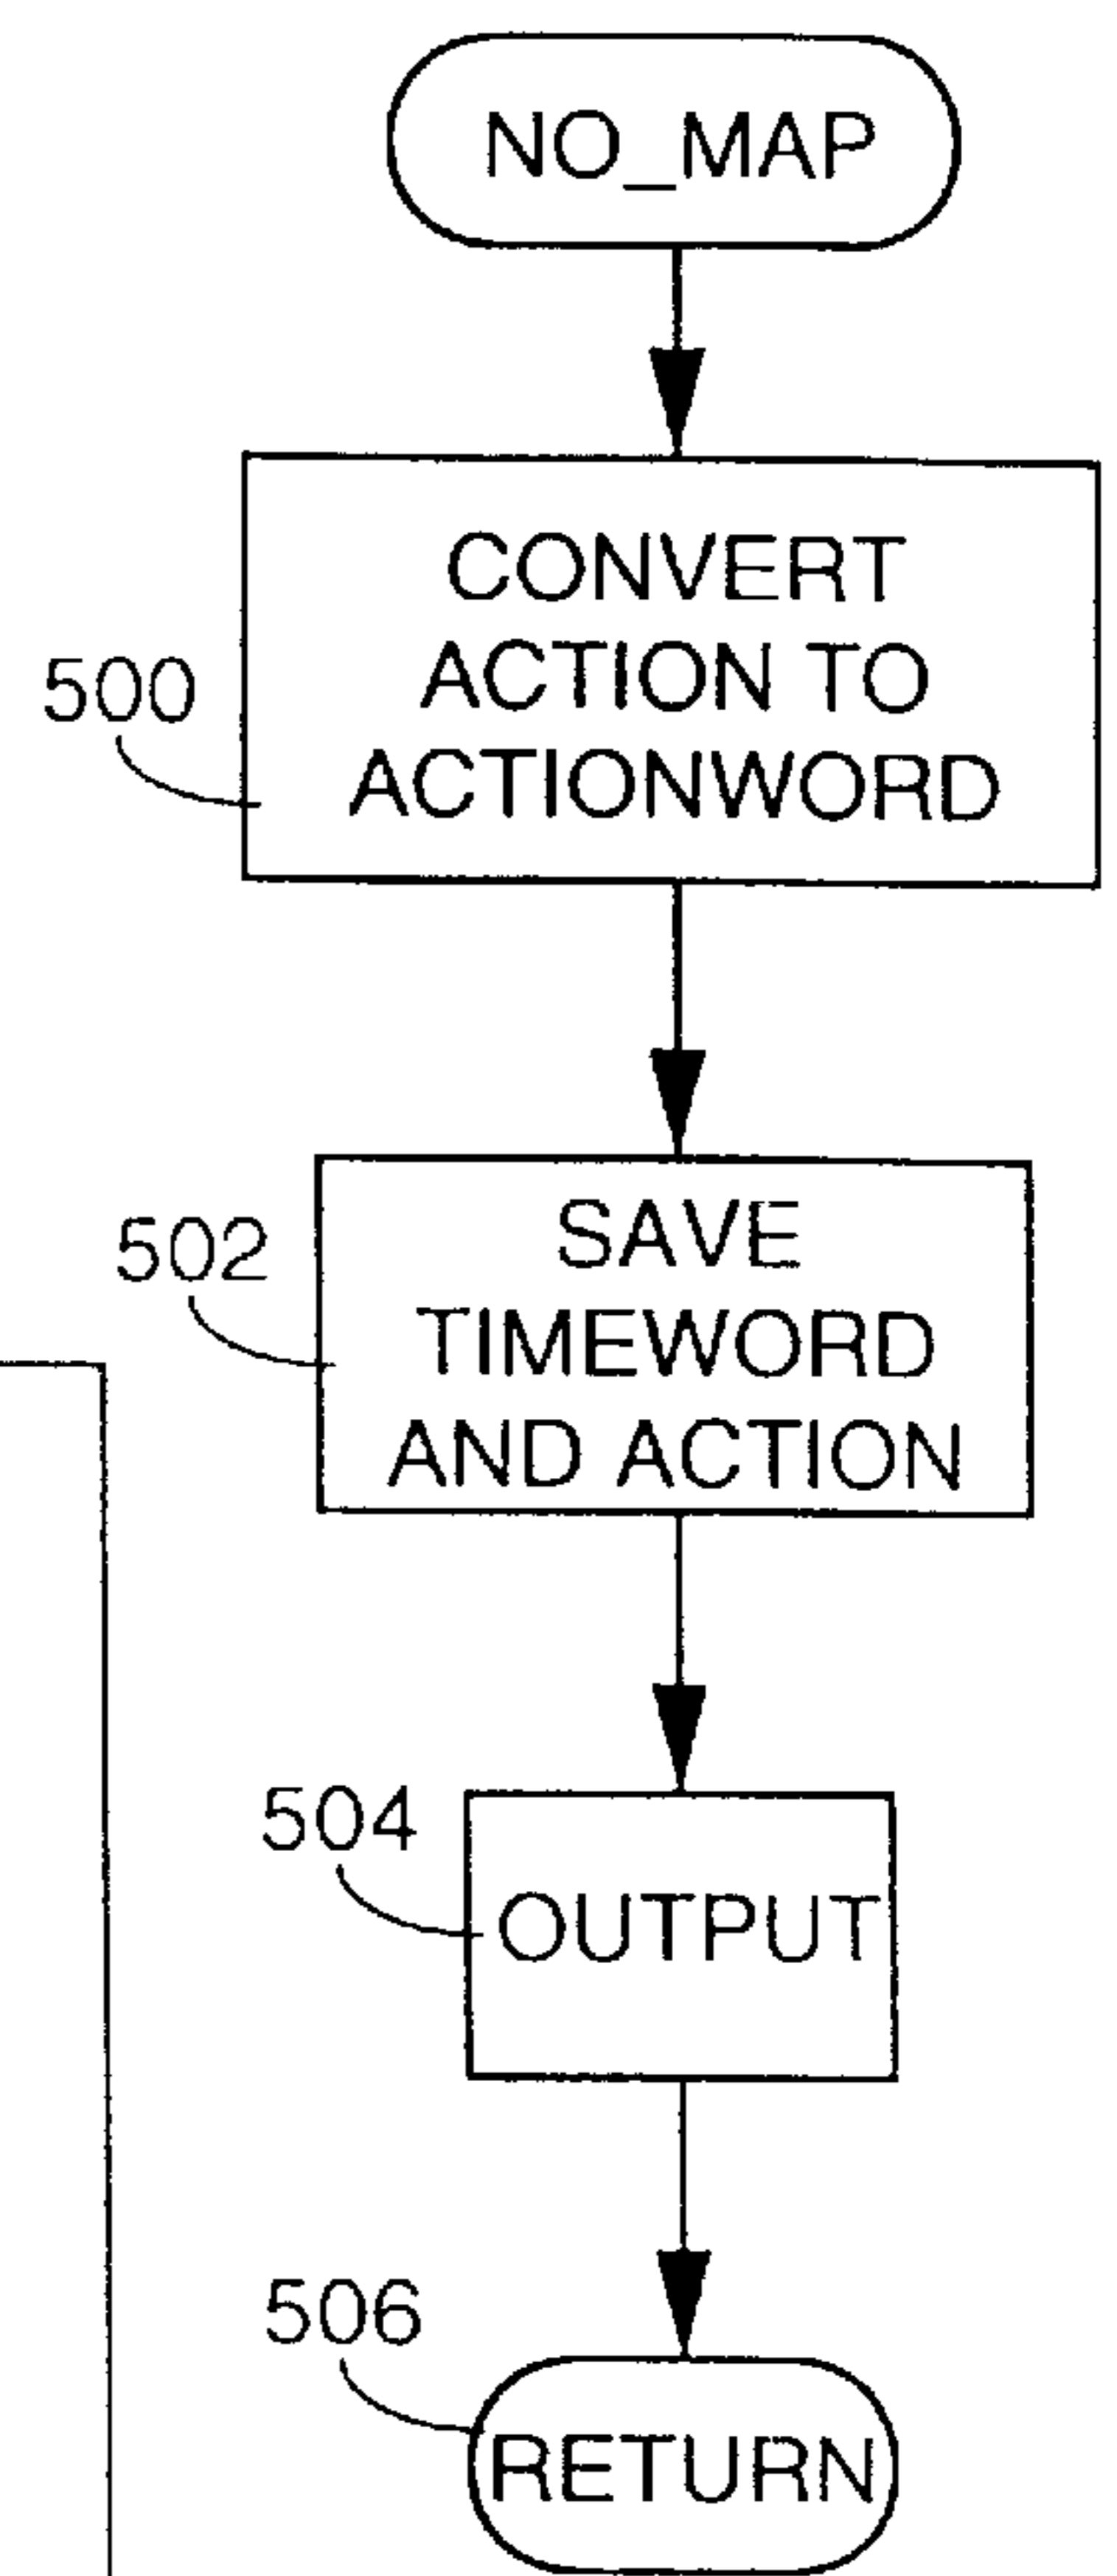 NO_MAP
CONVERT
ACTION TO
ACTIONWORD
500
SAVE
TIMEWORD
AND ACTION
502
OUTPUT
504
RETURN
506